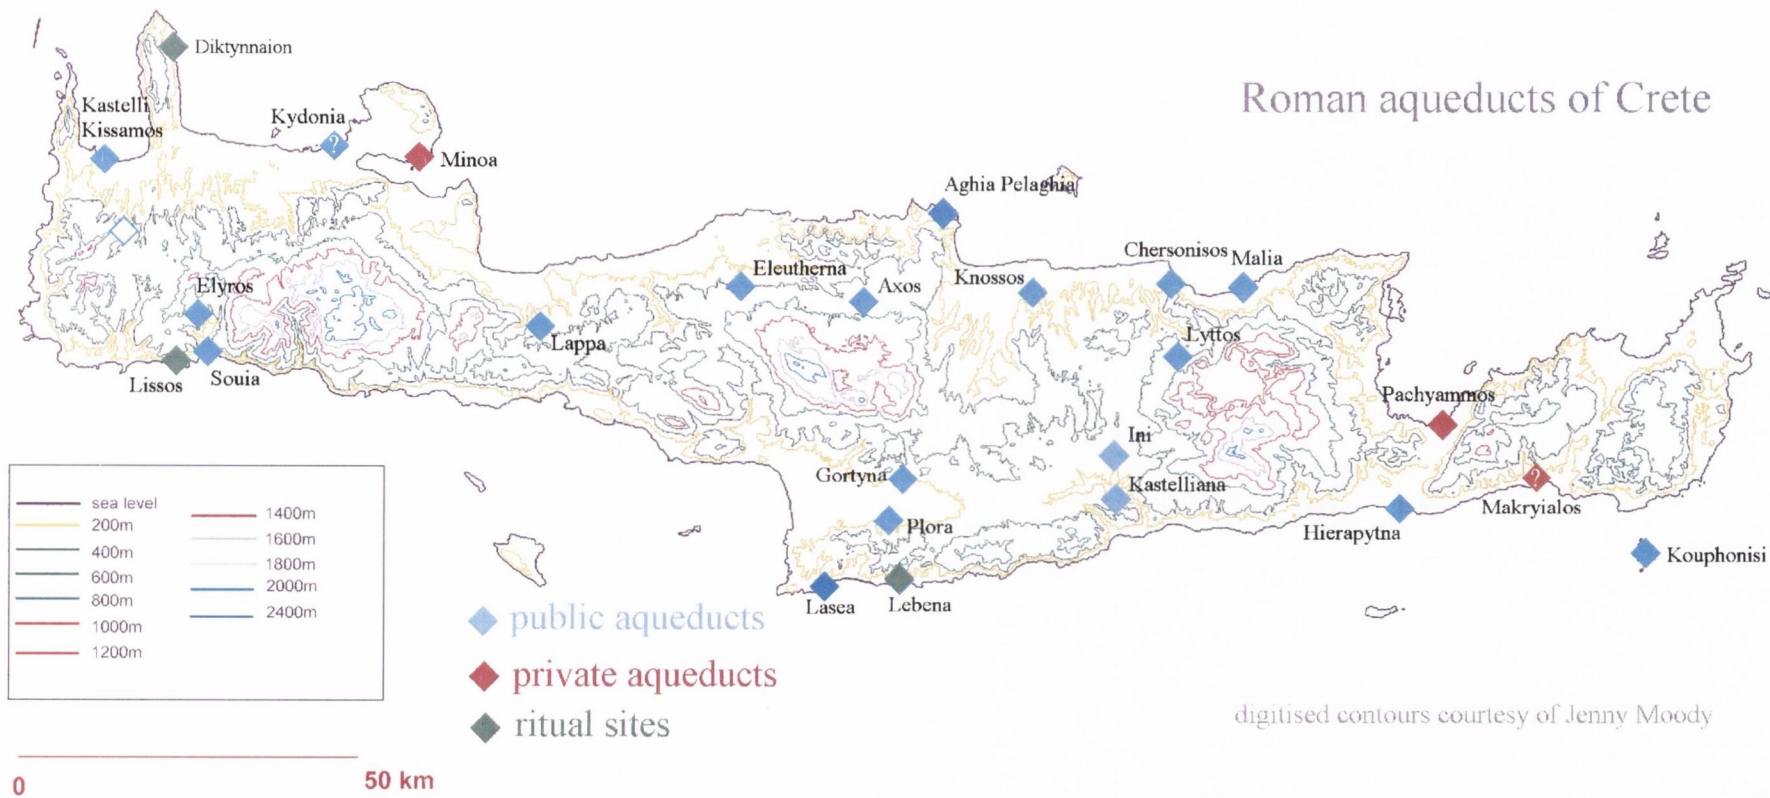 Diktynnaion
Roman aqueducts of Crete
Kastelli
Kissamos
Kydonia
?
Minoa
Aghia Pelaghia
Chersonisos
Malia
Eleutherna
Axos
Knossos
Elyros
Lappa
Lyttos
Lissos
Souia
Pachyammos
Ini
Gortyna
Kastelliana
?
Makryialos
Plora
Hierapytna
Kouphonisi
Lasea
Lebena
sea level
200m
400m
600m
800m
1000m
1200m
1400m
1600m
1800m
2000m
2400m
public aqueducts
private aqueducts
ritual sites
digitised contours courtesy of Jenny Moody
0
50 km